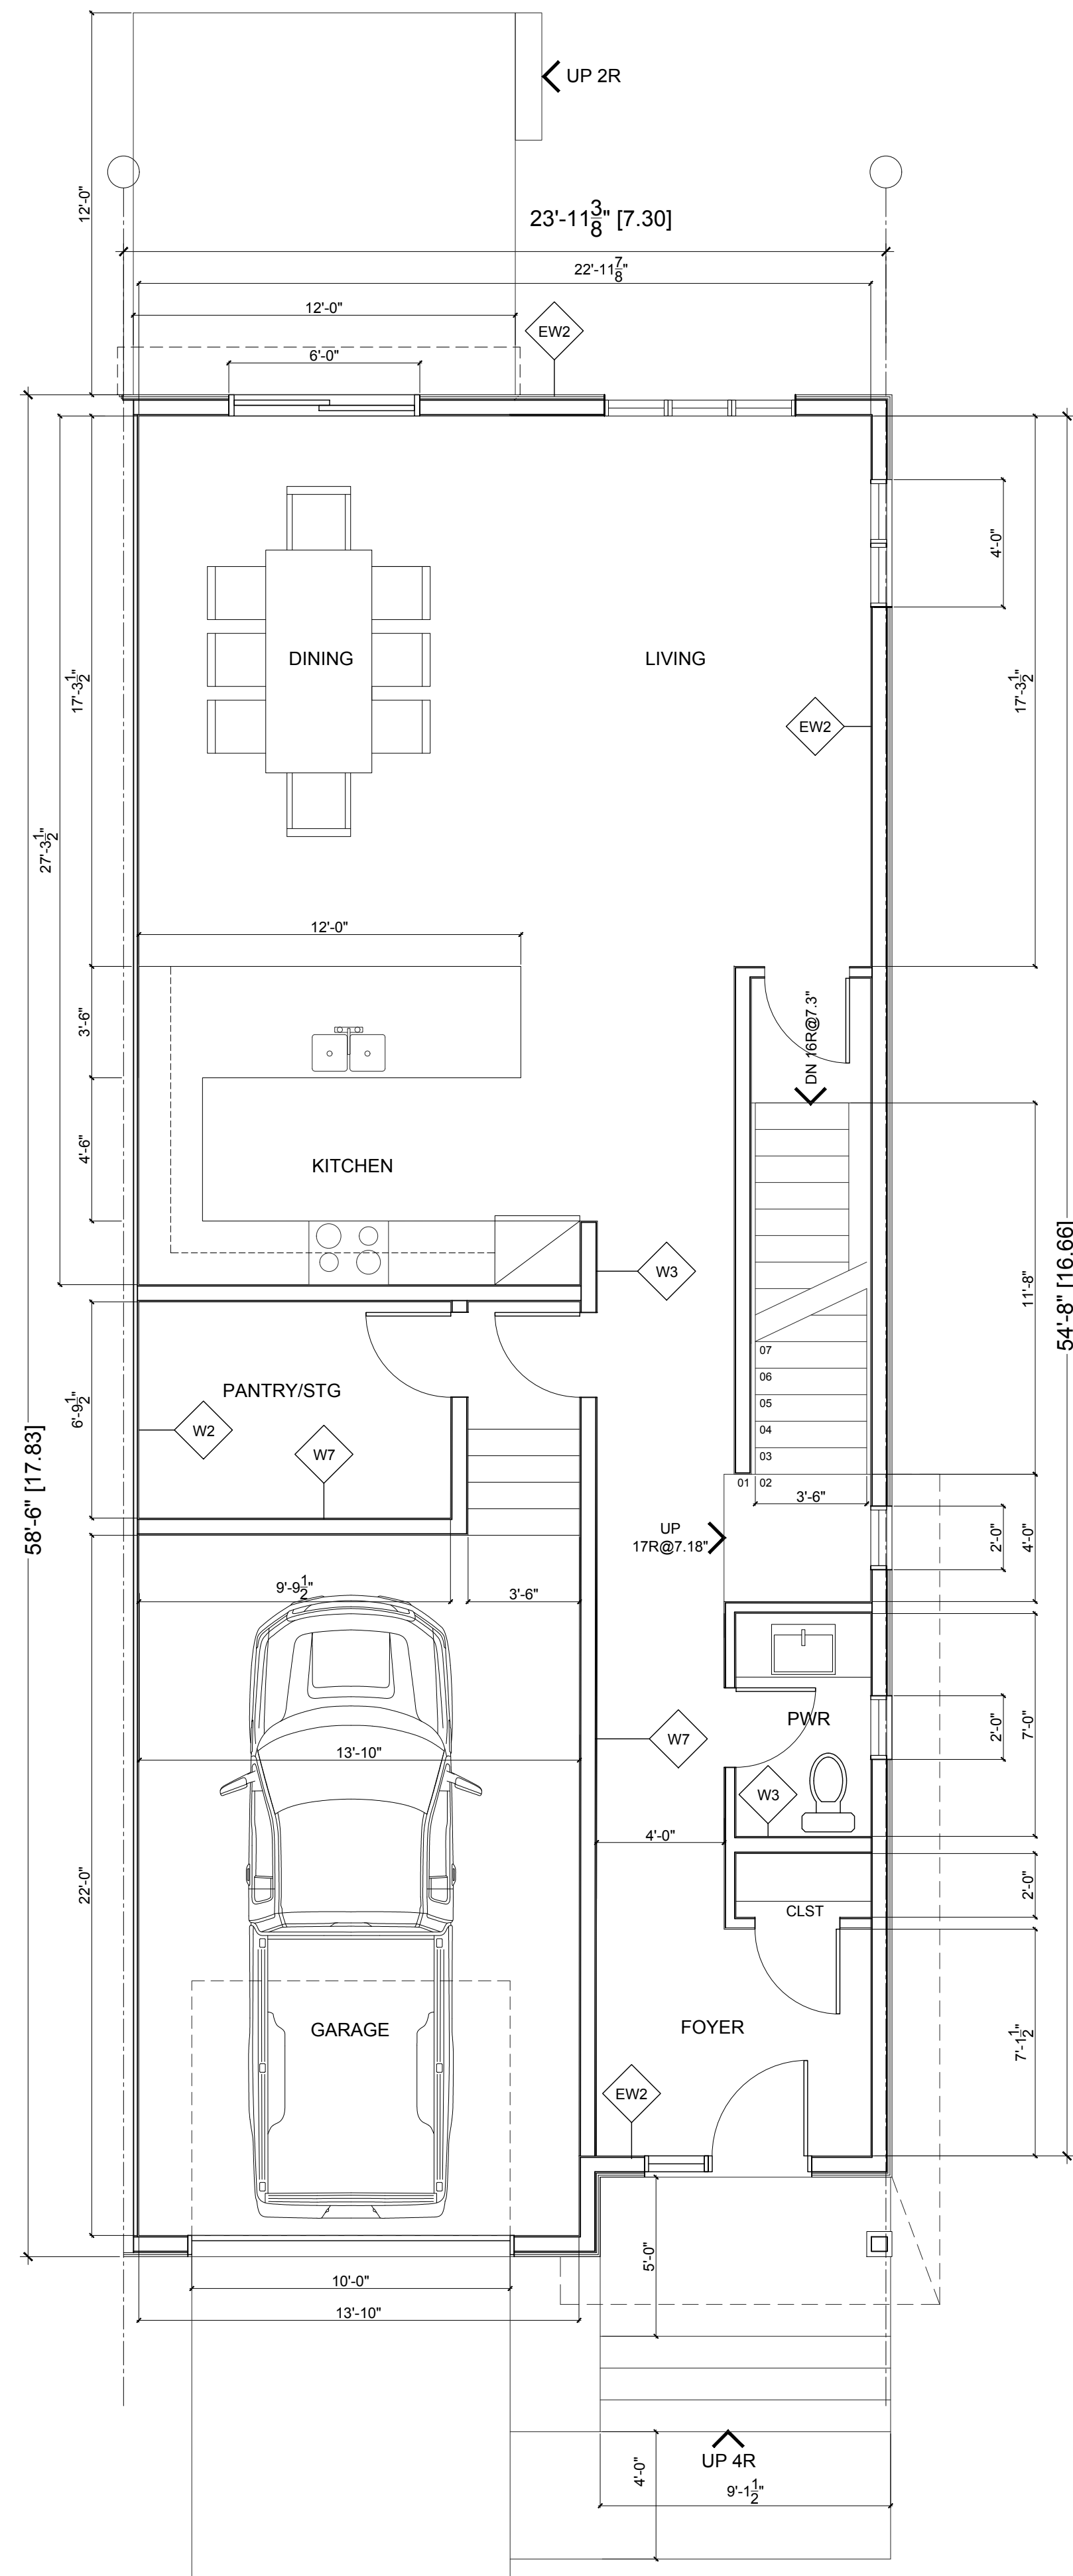 UP 2R
12'-0"
23'-11 3/8" [7.30]
22'-11 7/8"
12'-0"
EW2
6'-0"
4'-0"
DINING
LIVING
17'-3 1/2"
17'-3 1/2"
EW2
27'-3 1/2"
12'-0"
3'-6"
DN 16R@7.3"
4'-6"
KITCHEN
W3
11'-8"
54'-8" [16.66]
07
06
05
04
03
01
02
PANTRY/STG
6'-9 1/2"
W2
W7
58'-6" [17.83]
3'-6"
UP
17R@7.18"
2'-0"
4'-0"
9'-9 1/2"
3'-6"
PWR
2'-0"
7'-0"
W7
13'-10"
W3
4'-0"
22'-0"
2'-0"
CLST
GARAGE
FOYER
7'-1 1/2"
EW2
5'-0"
10'-0"
13'-10"
UP 4R
4'-0"
9'-1 1/2"